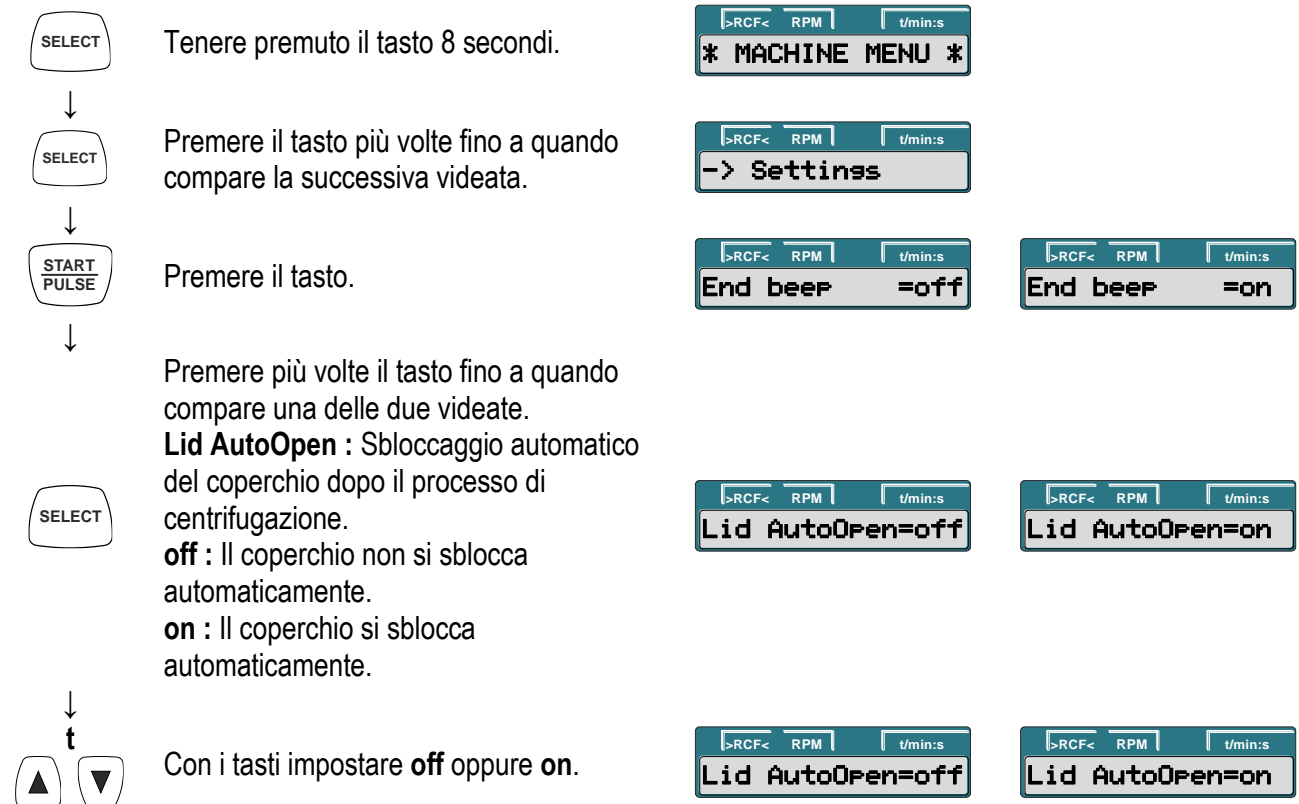 SELECT
Tenere premuto il tasto 8 secondi.
>RCF< RPM t/min:s
* MACHINE MENU *
↓
SELECT
Premere il tasto più volte fino a quando
compare la successiva videata.
>RCF< RPM t/min:s
-> Settings
↓
START
PULSE
Premere il tasto.
>RCF< RPM t/min:s
End beep =off
>RCF< RPM t/min:s
End beep =on
↓
SELECT
Premere più volte il tasto fino a quando
compare una delle due videate.
Lid AutoOpen : Sbloccaggio automatico
del coperchio dopo il processo di
centrifugazione.
off : Il coperchio non si sblocca
automaticamente.
on : Il coperchio si sblocca
automaticamente.
>RCF< RPM t/min:s
Lid AutoOpen=off
>RCF< RPM t/min:s
Lid AutoOpen=on
↓
t
▲ ▼
Con i tasti impostare off oppure on.
>RCF< RPM t/min:s
Lid AutoOpen=off
>RCF< RPM t/min:s
Lid AutoOpen=on